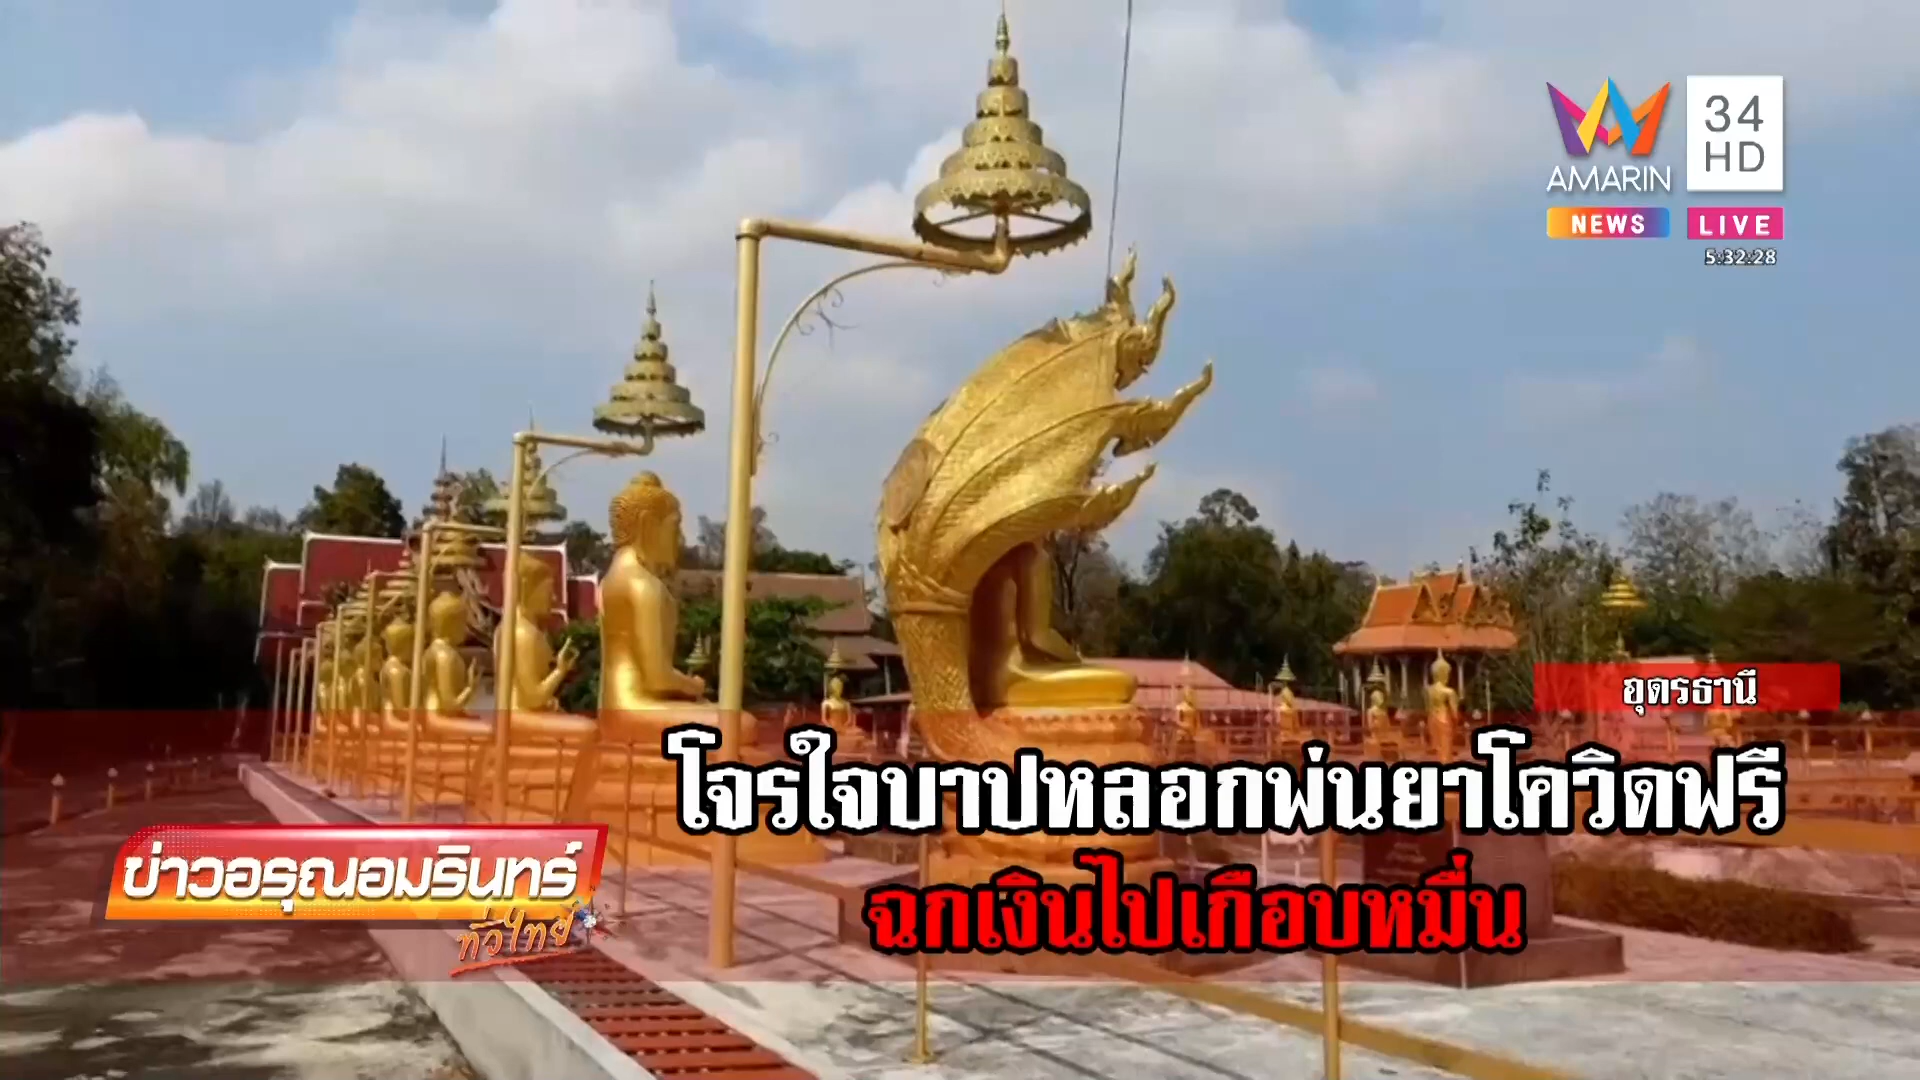 AMARIN
34
HD
NEWS
LIVE
5:32:28
อุดรธานี
โจรใจบาปหลอกพ่นยาโควิดฟรี
ฉกเงินไปเกือบหมื่น
ข่าวอรุณอมรินทร์
ทั่วไทย